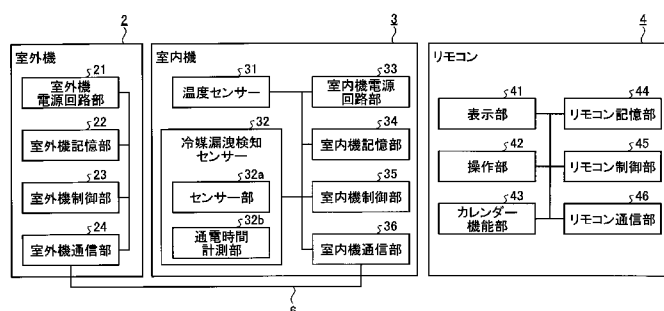 2
室外機
21
室外機
電源回路部
22
室外機記憶部
23
室外機制御部
24
室外機通信部
3
室内機
31
温度センサー
32
冷媒漏洩検知
センサー
32a
センサー部
32b
通電時間
計測部
33
室内機電源
回路部
34
室内機記憶部
35
室内機制御部
36
室内機通信部
6
4
リモコン
41
表示部
42
操作部
43
カレンダー
機能部
44
リモコン記憶部
45
リモコン制御部
46
リモコン通信部